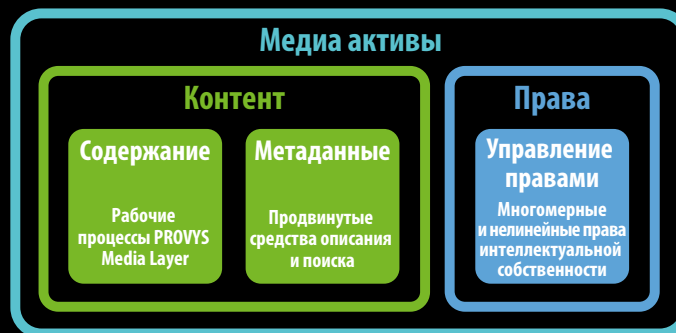 Медиа активы
Контент
Права
Содержание
Рабочие
процессы PROVYS
Media Layer
Метаданные
Продвинутые
средства описания
и поиска
Управление
правами
Многомерные
и нелинейные права
интеллектуальной
собственности